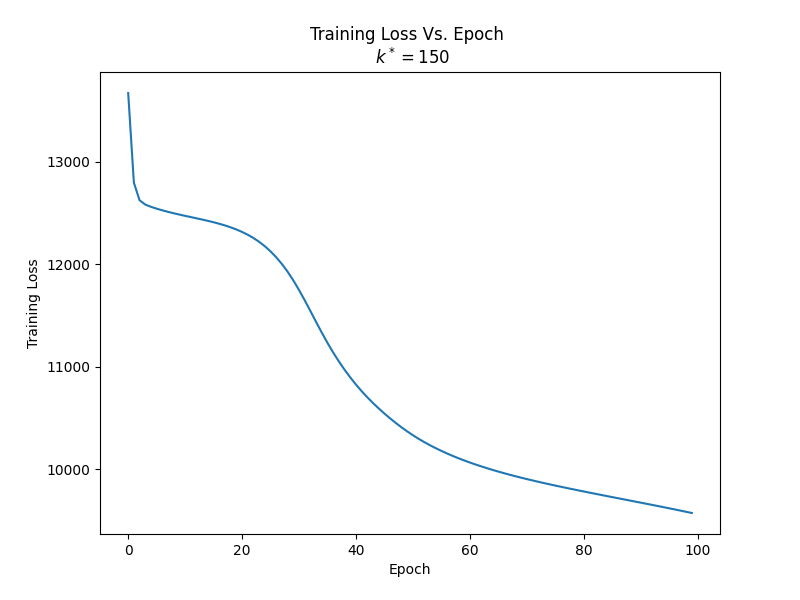 Training Loss Vs. Epoch
k* = 150
13000
12000
11000
10000
Training Loss
0 20 40 60 80 100
Epoch